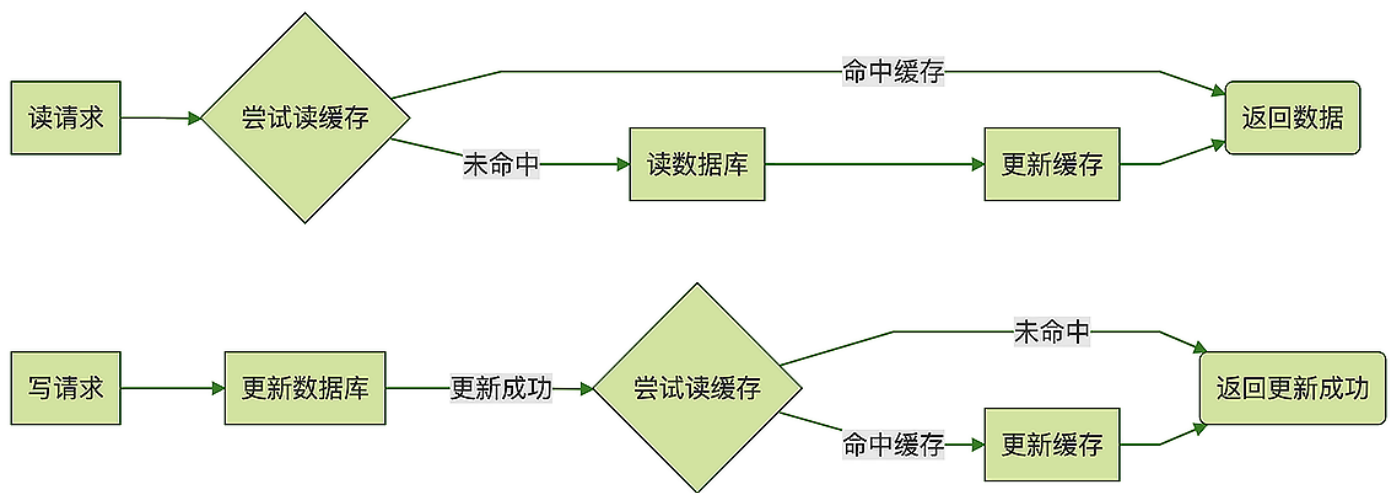 读请求
尝试读缓存
命中缓存
未命中
读数据库
更新缓存
返回数据
写请求
更新数据库
更新成功
尝试读缓存
未命中
命中缓存
更新缓存
返回更新成功